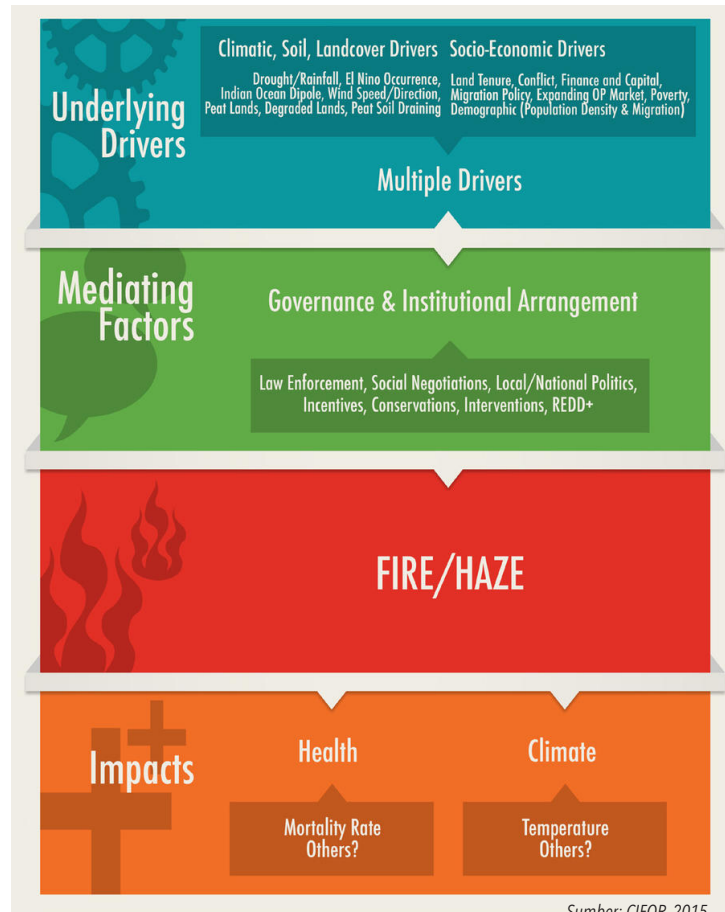 Underlying
Drivers
Climatic, Soil, Landcover Drivers
Drought/Rainfall, El Nino Occurrence,
Indian Ocean Dipole, Wind Speed/Direction,
Peat Lands, Degraded Lands, Peat Soil Draining
Socio-Economic Drivers
Land Tenure, Conflict, Finance and Capital,
Migration Policy, Expanding OP Market, Poverty,
Demographic (Population Density & Migration)
Multiple Drivers
Mediating
Factors
Governance & Institutional Arrangement
Law Enforcement, Social Negotiations, Local/National Politics,
Incentives, Conservations, Interventions, REDD+
FIRE/HAZE
Impacts
Health
Mortality Rate
Others?
Climate
Temperature
Others?
Sumber: CIFOR, 2015